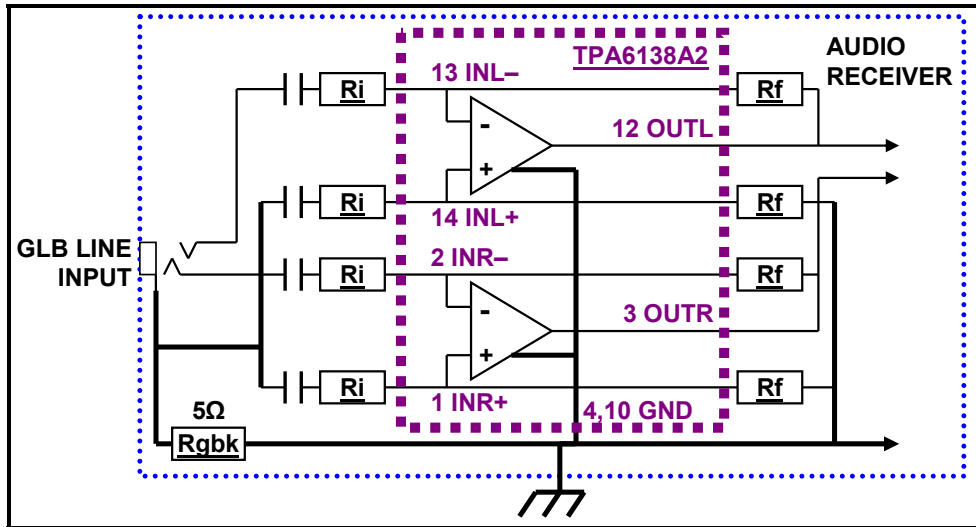 TPA6138A2
AUDIO
RECEIVER
Ri
13 INL–
Rf
-
12 OUTL
+
Ri
14 INL+
Rf
GLB LINE
INPUT
Ri
2 INR–
Rf
-
3 OUTR
+
Ri
1 INR+
Rf
4,10 GND
5Ω
Rgbk